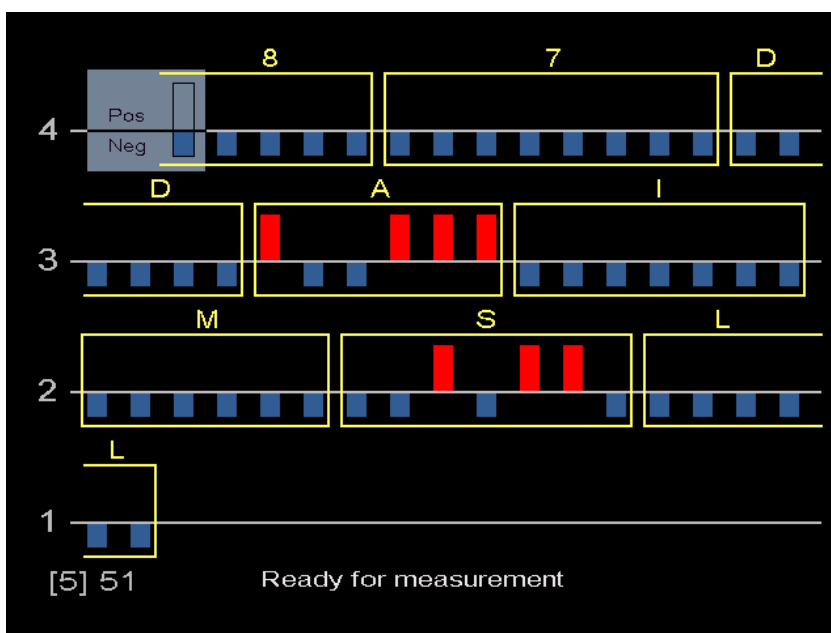 8 7 D
Pos
4
Neg
D A I
3
M S L
2
L
1
[5] 51 Ready for measurement